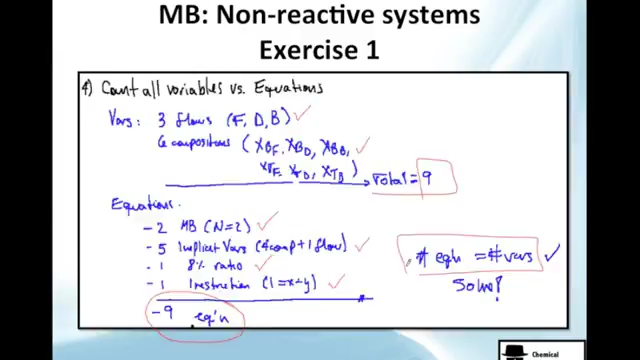 MB: Non-reactive systems
Exercise 1
4) Count all variables vs. Equations
Vars: 3 flows (F, D, B)
6 compositions (XBF, XBD, XBB,
XTF, XTD, XTB)
Total = 9
Equations.
- 2 MB (N=2)
- 5 Implicit Vars (4comp + 1 flow)
- 1 8% ratio
- 1 restriction (1=x+y)
- 9 eq'n
# eqn = # vars
Solve!
Chemical